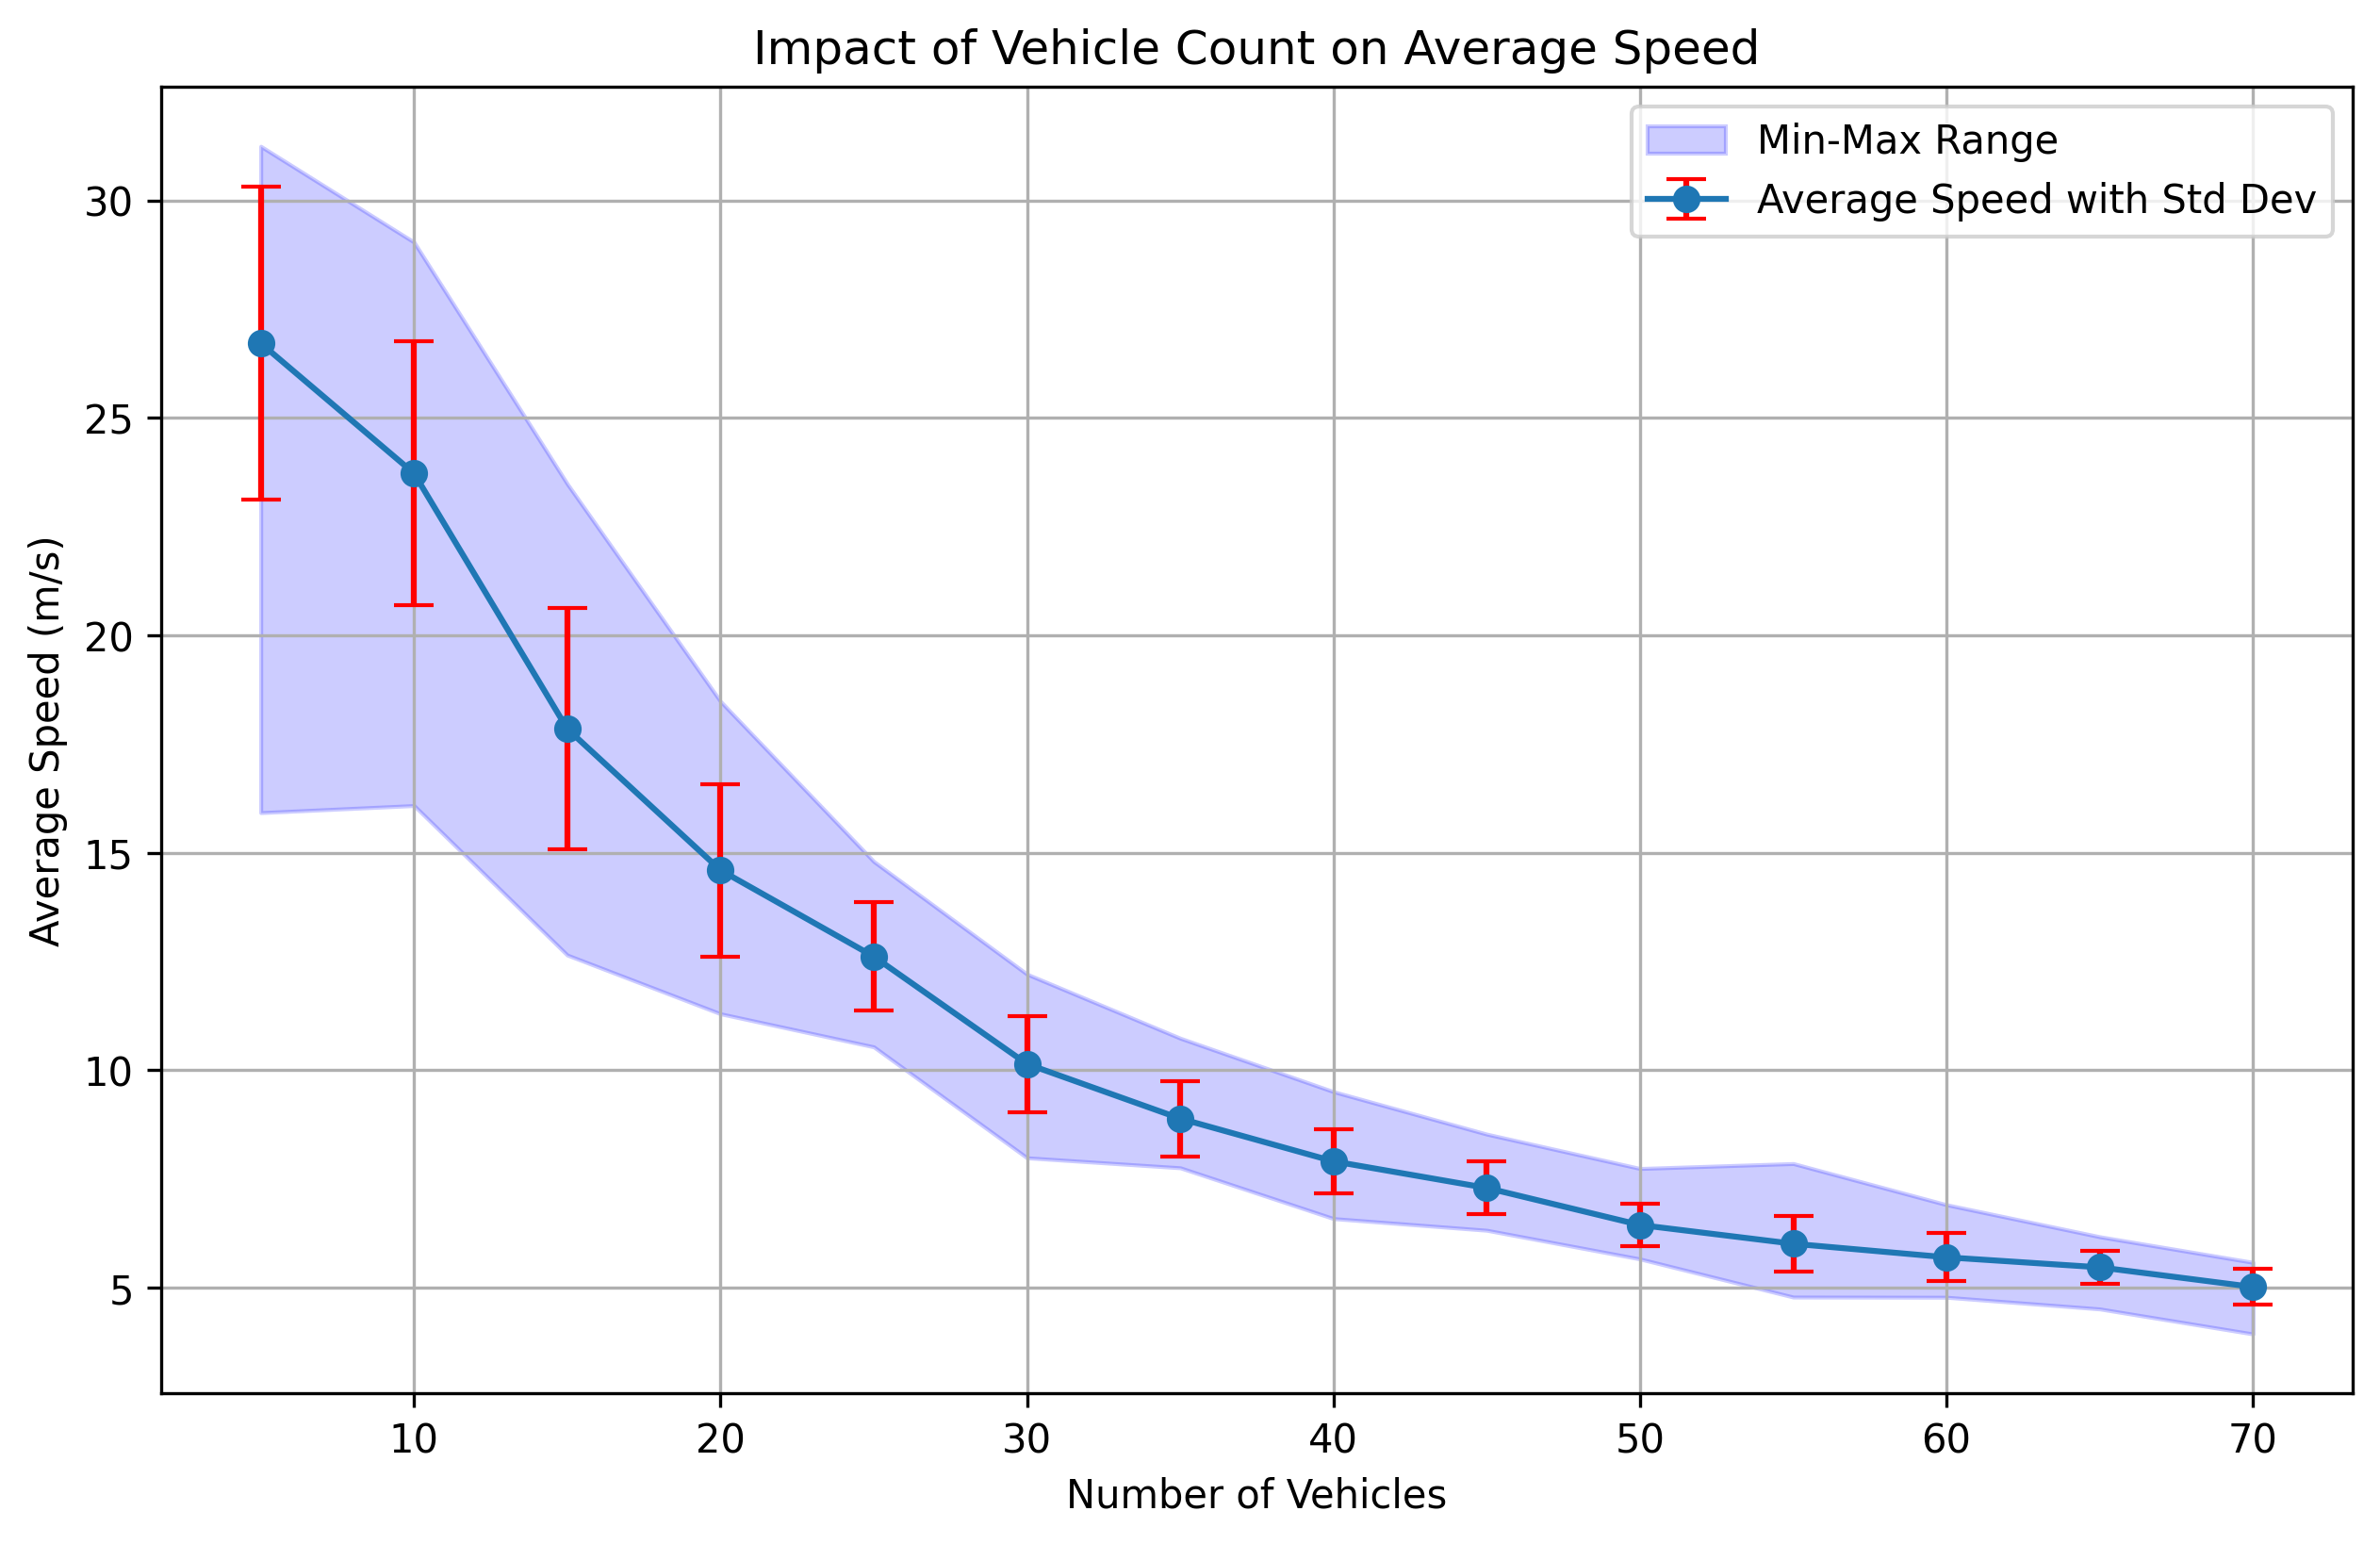 Impact of Vehicle Count on Average Speed
Min-Max Range
Average Speed with Std Dev
Average Speed (m/s)
30
25
20
15
10
5
10 20 30 40 50 60 70
Number of Vehicles